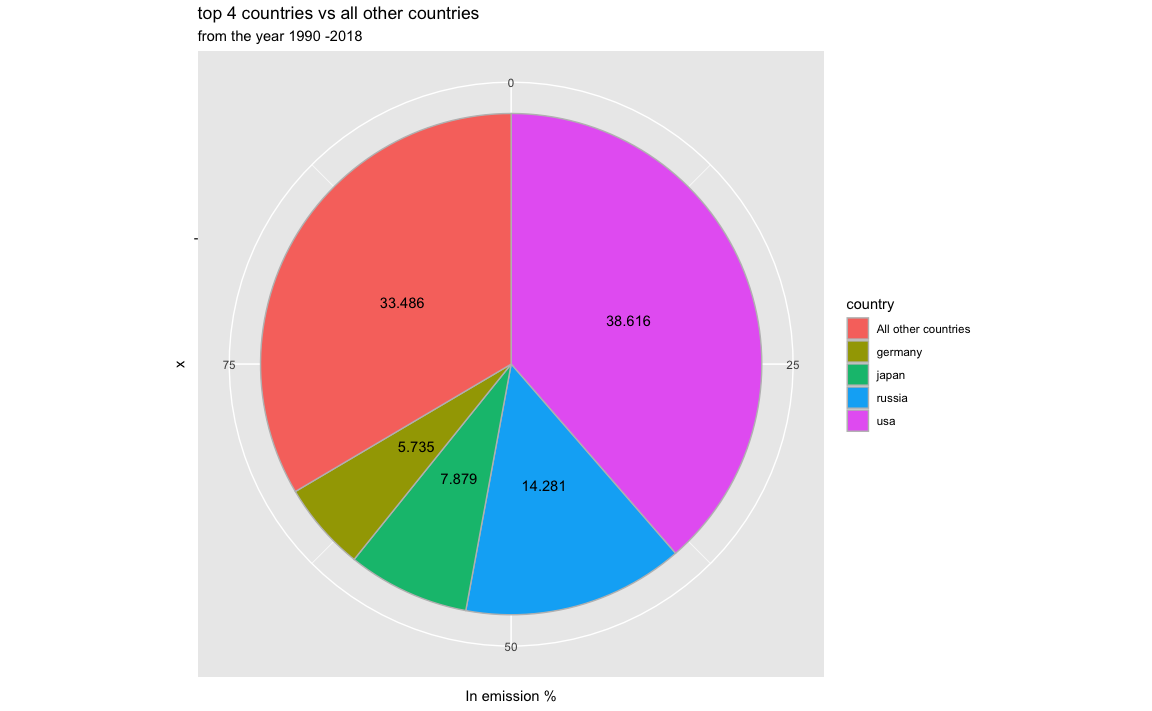 top 4 countries vs all other countries
from the year 1990 -2018
0
33.486
38.616
x
75
25
5.735
7.879
14.281
50
In emission %
country
All other countries
germany
japan
russia
usa